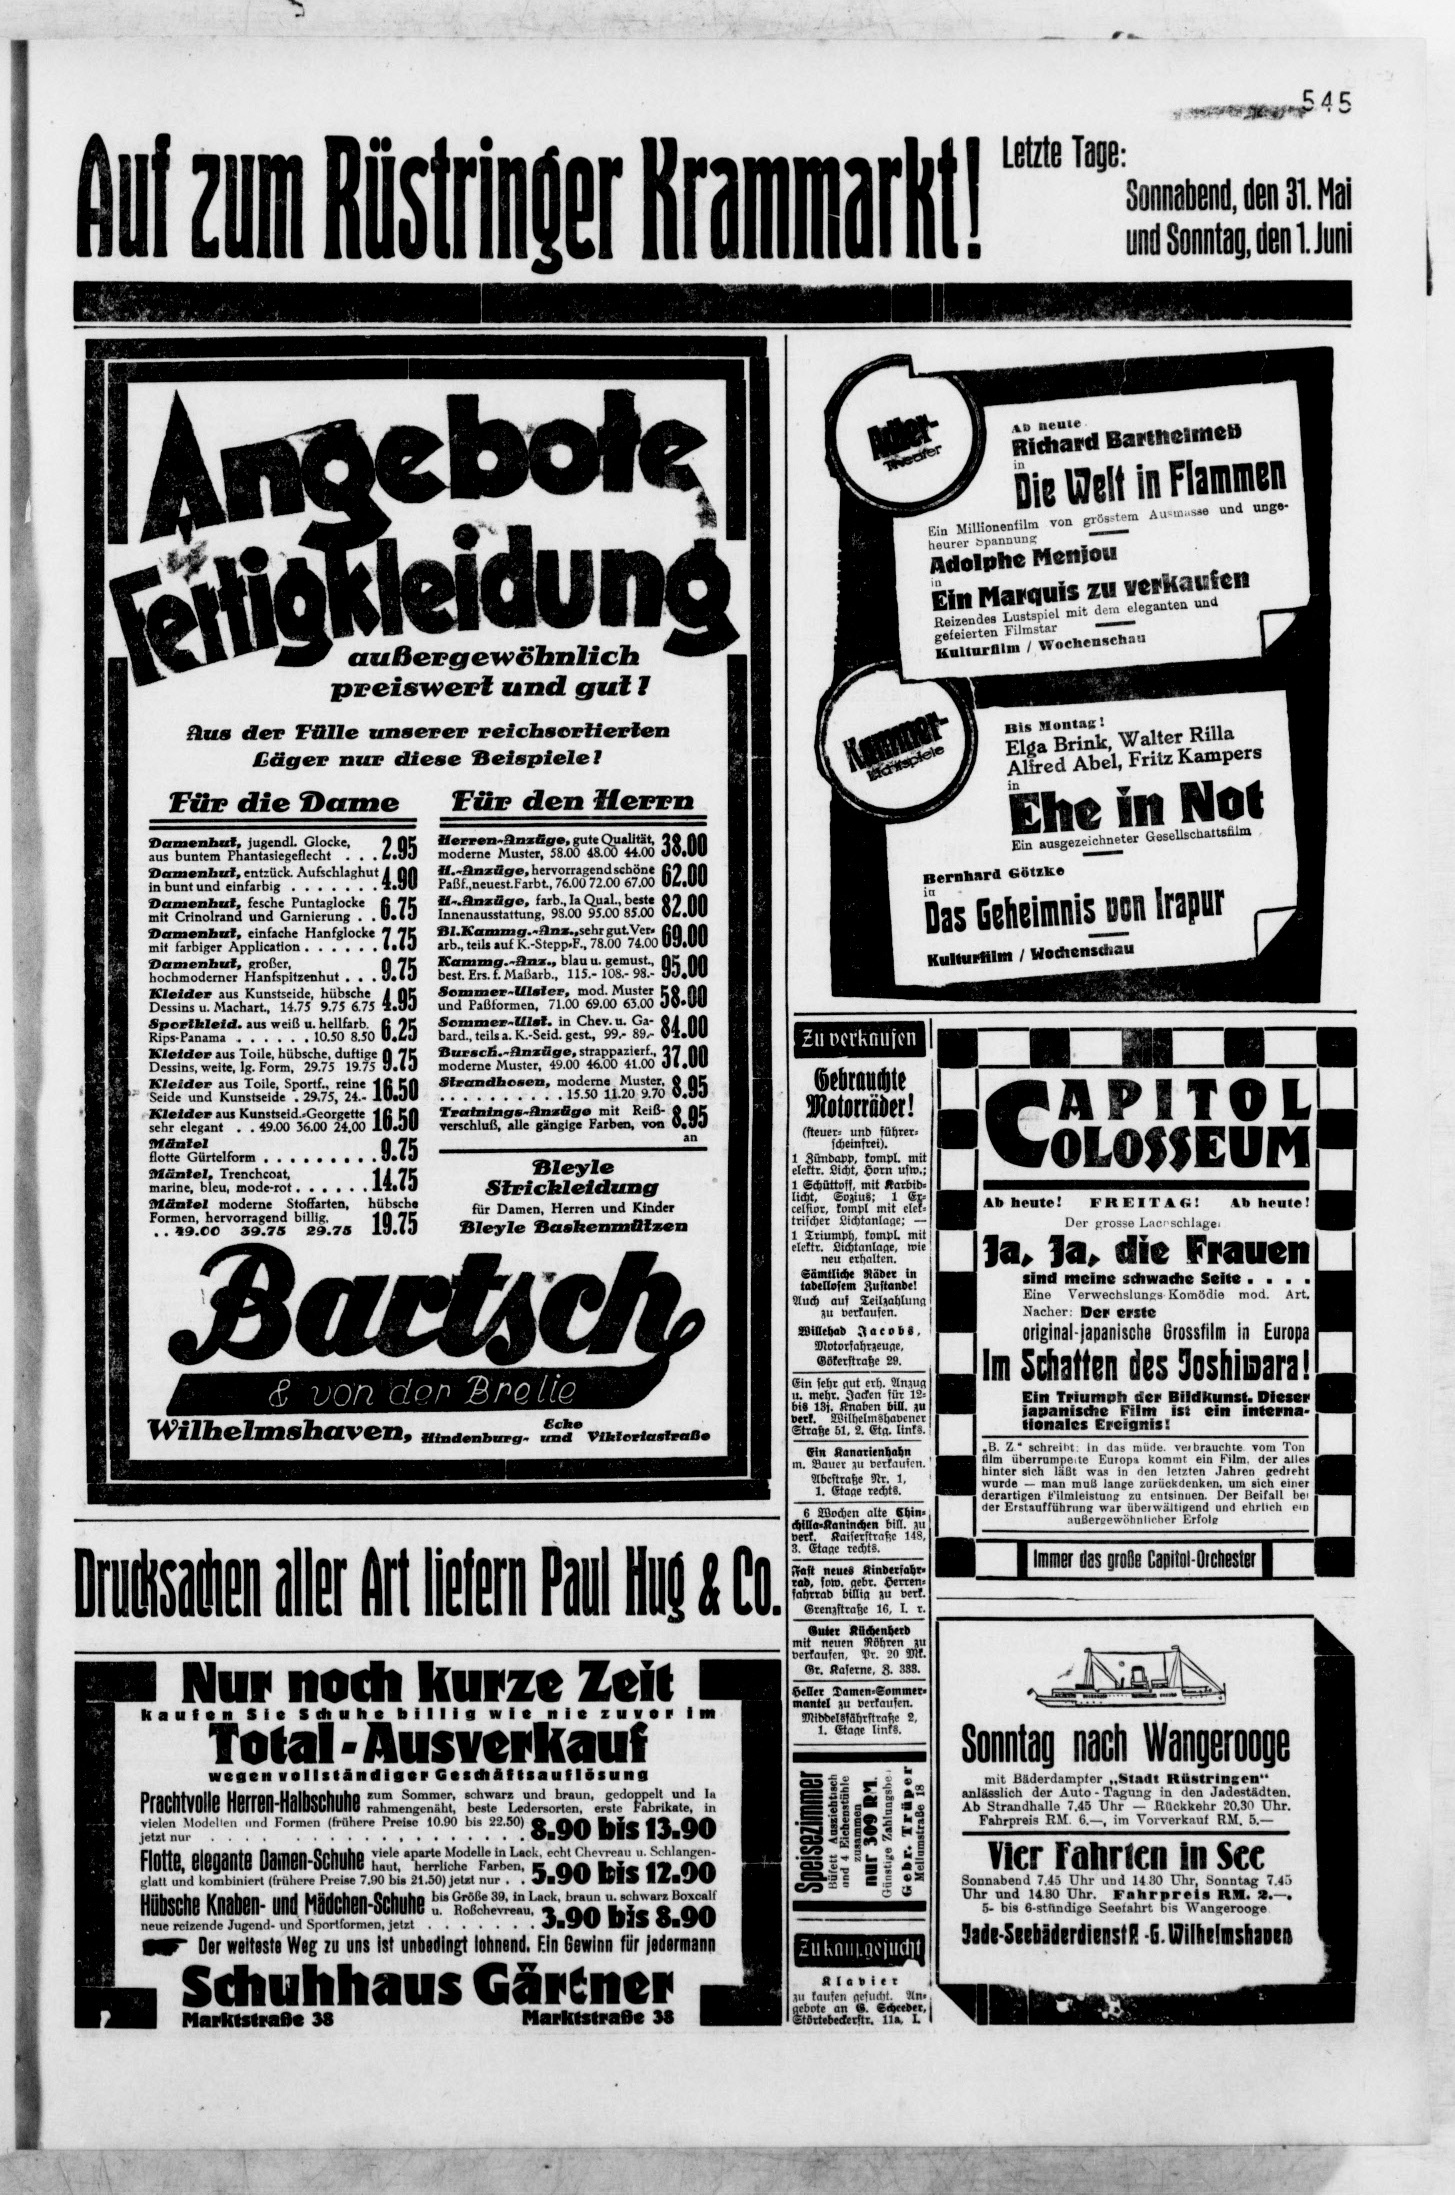 545
Auf zum Rüstringer Krammarkt!
Letzte Tage:
Sonnabend, den 31. Mai
und Sonntag, den 1. Juni
Angebote
Fertigkleidung
außergewöhnlich
preiswert und gut!
Aus der Fülle unserer reichsortierten
Läger nur diese Beispiele!
Für die Dame
Damenhut, jugendl. Glocke,
aus buntem Phantasiegeflecht . . . 2.95
Damenhut, entzück. Aufschlaghut
in bunt und einfarbig . . . . . . . 4.90
Damenhut, fesche Puntaglocke
mit Crinolrand und Garnierung . . 6.75
Damenhut, einfache Hanfglocke
mit farbiger Application . . . . . . 7.75
Damenhut, großer,
hochmoderner Hanfspitzenhut . . . 9.75
Kleider aus Kunstseide, hübsche
Dessins u. Machart., 14.75 9.75 6.75 4.95
Sportkleid. aus weiß u. hellfarb.
Rips-Panama . . . . . . 10.50 8.50 6.25
Kleider aus Toile, hübsche, duftige
Dessins, weite, lg. Form, 29.75 19.75 9.75
Kleider aus Toile, Sportf., reine
Seide und Kunstseide . 29.75, 24.- 16.50
Kleider aus Kunstseid.-Georgette
sehr elegant . . 49.00 36.00 24,00 16.50
Mäntel
flotte Gürtelform . . . . . . . . . 9.75
Mäntel, Trenchcoat,
marine, bleu, mode-rot . . . . . . 14.75
Mäntel moderne Stoffarten, hübsche
Formen, hervorragend billig,
. . 49.00 39.75 29.75 19.75
Für den Herrn
Herren-Anzüge, gute Qualität,
moderne Muster, 58.00 48.00 44.00 38.00
H.-Anzüge, hervorragend schöne
Paßf., neuest. Farbt., 76.00 72.00 67.00 62.00
H.-Anzüge, farb., Ia Qual., beste
Innenausstattung, 98.00 95.00 85.00 82.00
Bl. Kammg.-Anz., sehr gut. Ver-
arb., teils auf K.-Stepp-F., 78.00 74.00 69.00
Kammg.-Anz., blau u. gemust.,
best. Ers. f. Maßarb., 115.- 108.- 98.- 95.00
Sommer-Ulster, mod. Muster
und Paßformen, 71.00 69.00 63.00 58.00
Sommer-Ulst. in Chev. u. Ga-
bard., teils a. K.-Seid. gest., 99.- 89.- 84.00
Bursch.-Anzüge, strappazierf.,
moderne Muster, 49.00 46.00 41.00 37.00
Strandhosen, moderne Muster,
. . . . . . . . . . 15.50 11.20 9.70 8.95
Trainings-Anzüge mit Reiß-
verschluß, alle gängige Farben, von 8.95
an
Bleyle
Strickleidung
für Damen, Herren und Kinder
Bleyle Baskenmützen
Bartsch
& von der Brelie
Wilhelmshaven, Hindenburg- Ecke und Viktoriastraße
Drucksachen aller Art liefern Paul Hug & Co.
Nur noch kurze Zeit
kaufen Sie Schuhe billig wie nie zuvor im
Total-Ausverkauf
wegen vollständiger Geschäftsauflösung
Prachtvolle Herren-Halbschuhe zum Sommer, schwarz und braun, gedoppelt und Ia
rahmengenäht, beste Ledersorten, erste Fabrikate, in
vielen Modellen und Formen (frühere Preise 10.90 bis 22.50)
jetzt nur . . . . . . . . . . . . . . . . 8.90 bis 13.90
Flotte, elegante Damen-Schuhe viele aparte Modelle in Lack, echt Chevreau u. Schlangen-
haut, herrliche Farben,
glatt und kombiniert (frühere Preise 7.90 bis 21.50) jetzt nur . . 5.90 bis 12.90
Hübsche Knaben- und Mädchen-Schuhe bis Größe 39, in Lack, braun u. schwarz Boxcalf
u. Roßchevreau,
neue reizende Jugend- und Sportformen, jetzt . . . . . . . 3.90 bis 8.90
Der weiteste Weg zu uns ist unbedingt lohnend. Ein Gewinn für jedermann
Schuhhaus Gärtner
Marktstraße 38 Marktstraße 38
Adler-
Theater
Ab heute
Richard Barthelmeß
in
Die Welt in Flammen
Ein Millionenfilm von grösstem Ausmasse und unge-
heurer Spannung
Adolphe Menjou
in
Ein Marquis zu verkaufen
Reizendes Lustspiel mit dem eleganten und
gefeierten Filmstar
Kulturfilm / Wochenschau
Kammer-
Lichtspiele
Bis Montag!
Elga Brink, Walter Rilla
Alfred Abel, Fritz Kampers
in
Ehe in Not
Ein ausgezeichneter Gesellschaftsfilm
Bernhard Götzke
in
Das Geheimnis von Irapur
Kulturfilm / Wochenschau
Zu verkaufen
Gebrauchte
Motorräder!
(steuer- und führer-
scheinfrei).
1 Zündapp, kompl. mit
elektr. Licht, Horn usw.;
1 Schüttoff, mit Karbid-
licht, Sozius; 1 Ex-
celsior, kompl mit elek-
trischer Lichtanlage; —
1 Triumph, kompl. mit
elektr. Lichtanlage, wie
neu erhalten.
Sämtliche Räder in
tadellosem Zustande!
Auch auf Teilzahlung
zu verkaufen.
Willehad Jacobs,
Motorfahrzeuge,
Gökerstraße 29.
Ein sehr gut erh. Anzug
u. mehr. Jacken für 12-
bis 13j. Knaben bill. zu
verk. Wilhelmshavener
Straße 51, 2. Etg. links.
Ein Kanarienhahn
m. Bauer zu verkaufen.
Abcstraße Nr. 1,
1. Etage rechts.
6 Wochen alte Chin-
chilla-Kaninchen bill. zu
verk. Kaiserstraße 148,
3. Etage rechts.
Fast neues Kinderfahr-
rad, sow. gebr. Herren-
fahrrad billig zu verk.
Grenzstraße 16, I. r.
Guter Küchenherd
mit neuen Röhren zu
verkaufen, Pr. 20 Mk.
Gr. Kaserne, Z. 333.
Heller Damen-Sommer-
mantel zu verkaufen.
Middelsfährstraße 2,
1. Etage links.
Speisezimmer
Büfett Ausziehtisch
und 4 Eichenstühle
zusammen
nur 309 RM.
Günstige Zahlungsbe.
Gebr. Trüper
Mellumstraße 18
Zu kauf. gesucht
Klavier
zu kaufen gesucht. An-
gebote an G. Scheeder,
Störtebekerstr. 11a, I.
CAPITOL
COLOSSEUM
Ab heute! FREITAG! Ab heute!
Der grosse Lachschlager
Ja, Ja, die Frauen
sind meine schwache Seite . . . .
Eine Verwechslungs-Komödie mod. Art.
Nacher: Der erste
original-japanische Grossfilm in Europa
Im Schatten des Yoshiwara!
Ein Triumph der Bildkunst. Dieser
japanische Film ist ein interna-
tionales Ereignis!
„B. Z." schreibt: In das müde, verbrauchte vom Ton
film überrumpelte Europa kommt ein Film, der alles
hinter sich läßt was in den letzten Jahren gedreht
wurde — man muß lange zurückdenken, um sich einer
derartigen Filmleistung zu entsinnen. Der Beifall bei
der Erstaufführung war überwältigend und ehrlich ein
außergewöhnlicher Erfolg
Immer das große Capitol-Orchester
Sonntag nach Wangerooge
mit Bäderdampfer „Stadt Rüstringen"
anlässlich der Auto-Tagung in den Jadestädten.
Ab Strandhalle 7.45 Uhr — Rückkehr 20,30 Uhr.
Fahrpreis RM. 6.—, im Vorverkauf RM. 5.—
Vier Fahrten in See
Sonnabend 7.45 Uhr und 14 30 Uhr, Sonntag 7.45
Uhr und 14.30 Uhr. Fahrpreis RM. 2.—.
5- bis 6-stündige Seefahrt bis Wangerooge
Jade-Seebäderdienst A.-G. Wilhelmshaven